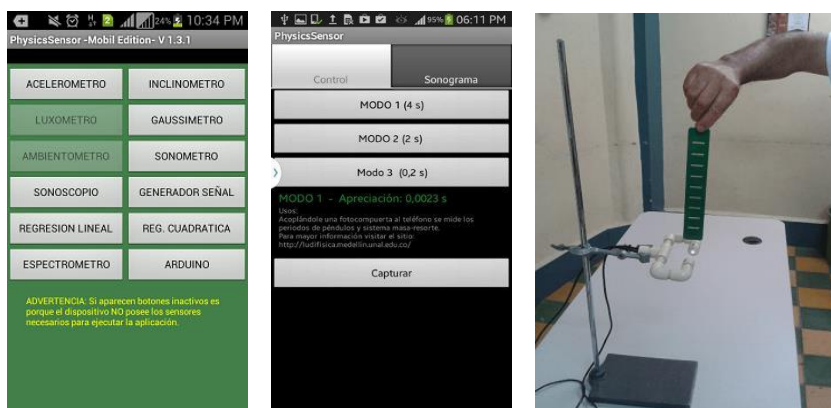 24% 10:34 PM
PhysicsSensor -Mobil Edition- V 1.3.1
ACELEROMETRO
INCLINOMETRO
LUXOMETRO
GAUSSIMETRO
AMBIENTOMETRO
SONOMETRO
SONOSCOPIO
GENERADOR SEÑAL
REGRESION LINEAL
REG. CUADRATICA
ESPECTROMETRO
ARDUINO
ADVERTENCIA: Si aparecen botones inactivos es
porque el dispositivo NO posee los sensores
necesarios para ejecutar la aplicación.
95% 06:11 PM
PhysicsSensor
Control
Sonograma
MODO 1 (4 s)
MODO 2 (2 s)
Modo 3 (0,2 s)
MODO 1 - Apreciación: 0,0023 s
Usos:
Acoplándole una fotocompuerta al teléfono se mide los
periodos de péndulos y sistema masa-resorte.
Para mayor información visitar el sitio:
http://ludifisica.medellin.unal.edu.co/
Capturar